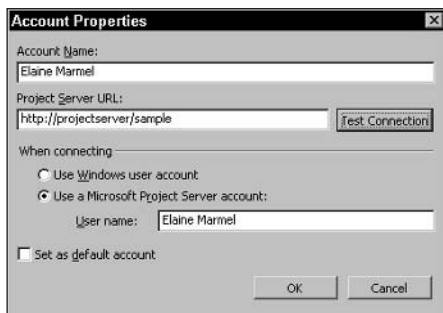 Account Properties
Account Name:
Elaine Marmel
Project Server URL:
http://projectserver/sample
Test Connection
When connecting
Use Windows user account
Use a Microsoft Project Server account:
User name: Elaine Marmel
Set as default account
OK Cancel